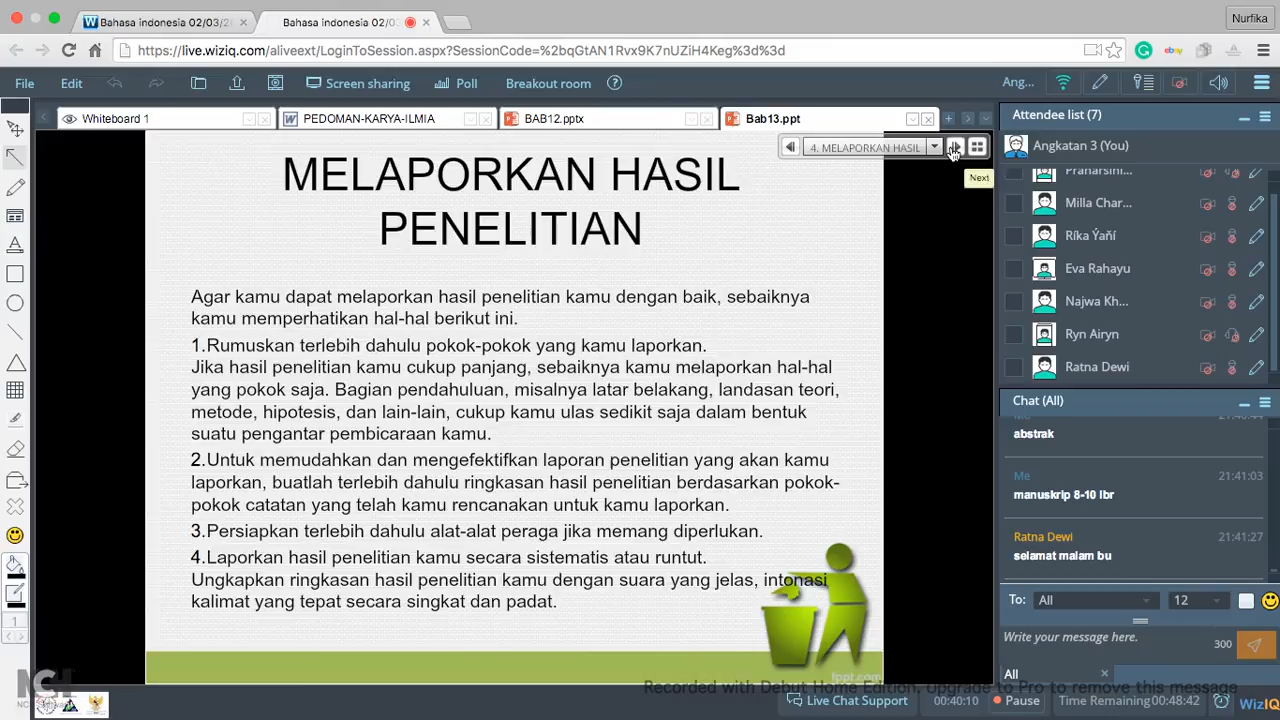 Bahasa indonesia 02/03/2
Bahasa indonesia 02/03/
Nurfika
https://live.wiziq.com/aliveext/LoginToSession.aspx?SessionCode=%2bqGtAN1Rvx9K7nUZiH4Keg%3d%3d
File Edit Screen sharing Poll Breakout room Ang...
Whiteboard 1 PEDOMAN-KARYA-ILMIA BAB12.pptx Bab13.ppt
4. MELAPORKAN HASIL
Next
MELAPORKAN HASIL
PENELITIAN
Agar kamu dapat melaporkan hasil penelitian kamu dengan baik, sebaiknya
kamu memperhatikan hal-hal berikut ini.
1.Rumuskan terlebih dahulu pokok-pokok yang kamu laporkan.
Jika hasil penelitian kamu cukup panjang, sebaiknya kamu melaporkan hal-hal
yang pokok saja. Bagian pendahuluan, misalnya latar belakang, landasan teori,
metode, hipotesis, dan lain-lain, cukup kamu ulas sedikit saja dalam bentuk
suatu pengantar pembicaraan kamu.
2.Untuk memudahkan dan mengefektifkan laporan penelitian yang akan kamu
laporkan, buatlah terlebih dahulu ringkasan hasil penelitian berdasarkan pokok-
pokok catatan yang telah kamu rencanakan untuk kamu laporkan.
3.Persiapkan terlebih dahulu alat-alat peraga jika memang diperlukan.
4.Laporkan hasil penelitian kamu secara sistematis atau runtut.
Ungkapkan ringkasan hasil penelitian kamu dengan suara yang jelas, intonasi
kalimat yang tepat secara singkat dan padat.
fppt.com
Attendee list (7)
Angkatan 3 (You)
Pranarsini...
Milla Char...
Ríka Ýañí
Eva Rahayu
Najwa Kh...
Ryn Airyn
Ratna Dewi
Chat (All)
abstrak
Me 21:41:03
manuskrip 8-10 lbr
Ratna Dewi 21:41:27
selamat malam bu
To: All 12
Write your message here. 300
All
1
NCH
Recorded with Debut Home Edition. Upgrade to Pro to remove this message
Live Chat Support 00:40:10 Pause Time Remaining 00:48:42 WizIQ